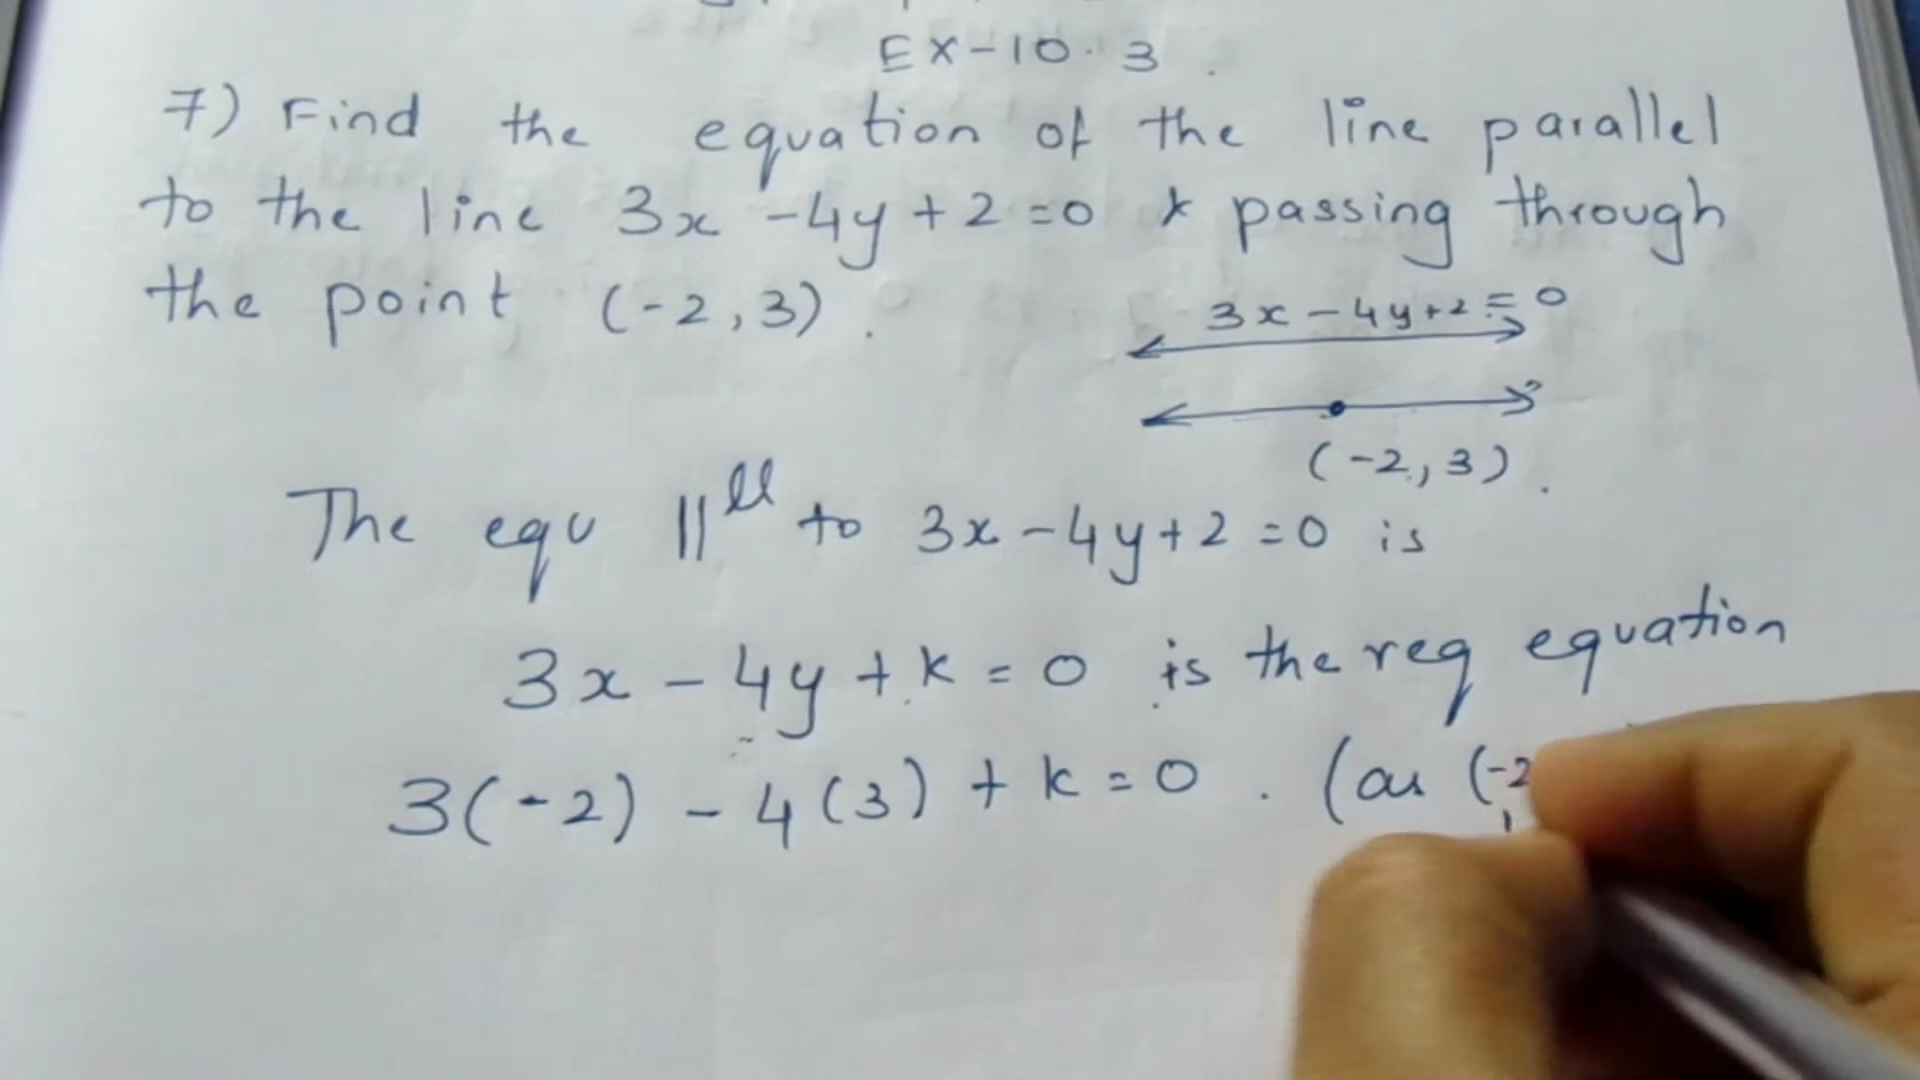 EX-10.3.
7) Find the equation of the line parallel
to the line 3x -4y+2=0 & passing through
the point (-2,3).
3x-4y+2=0
(-2,3).
The equ ||ˡˡ to 3x-4y+2=0 is
3x-4y+k=0 is the req equation
3(-2)-4(3)+k=0. (as (-2